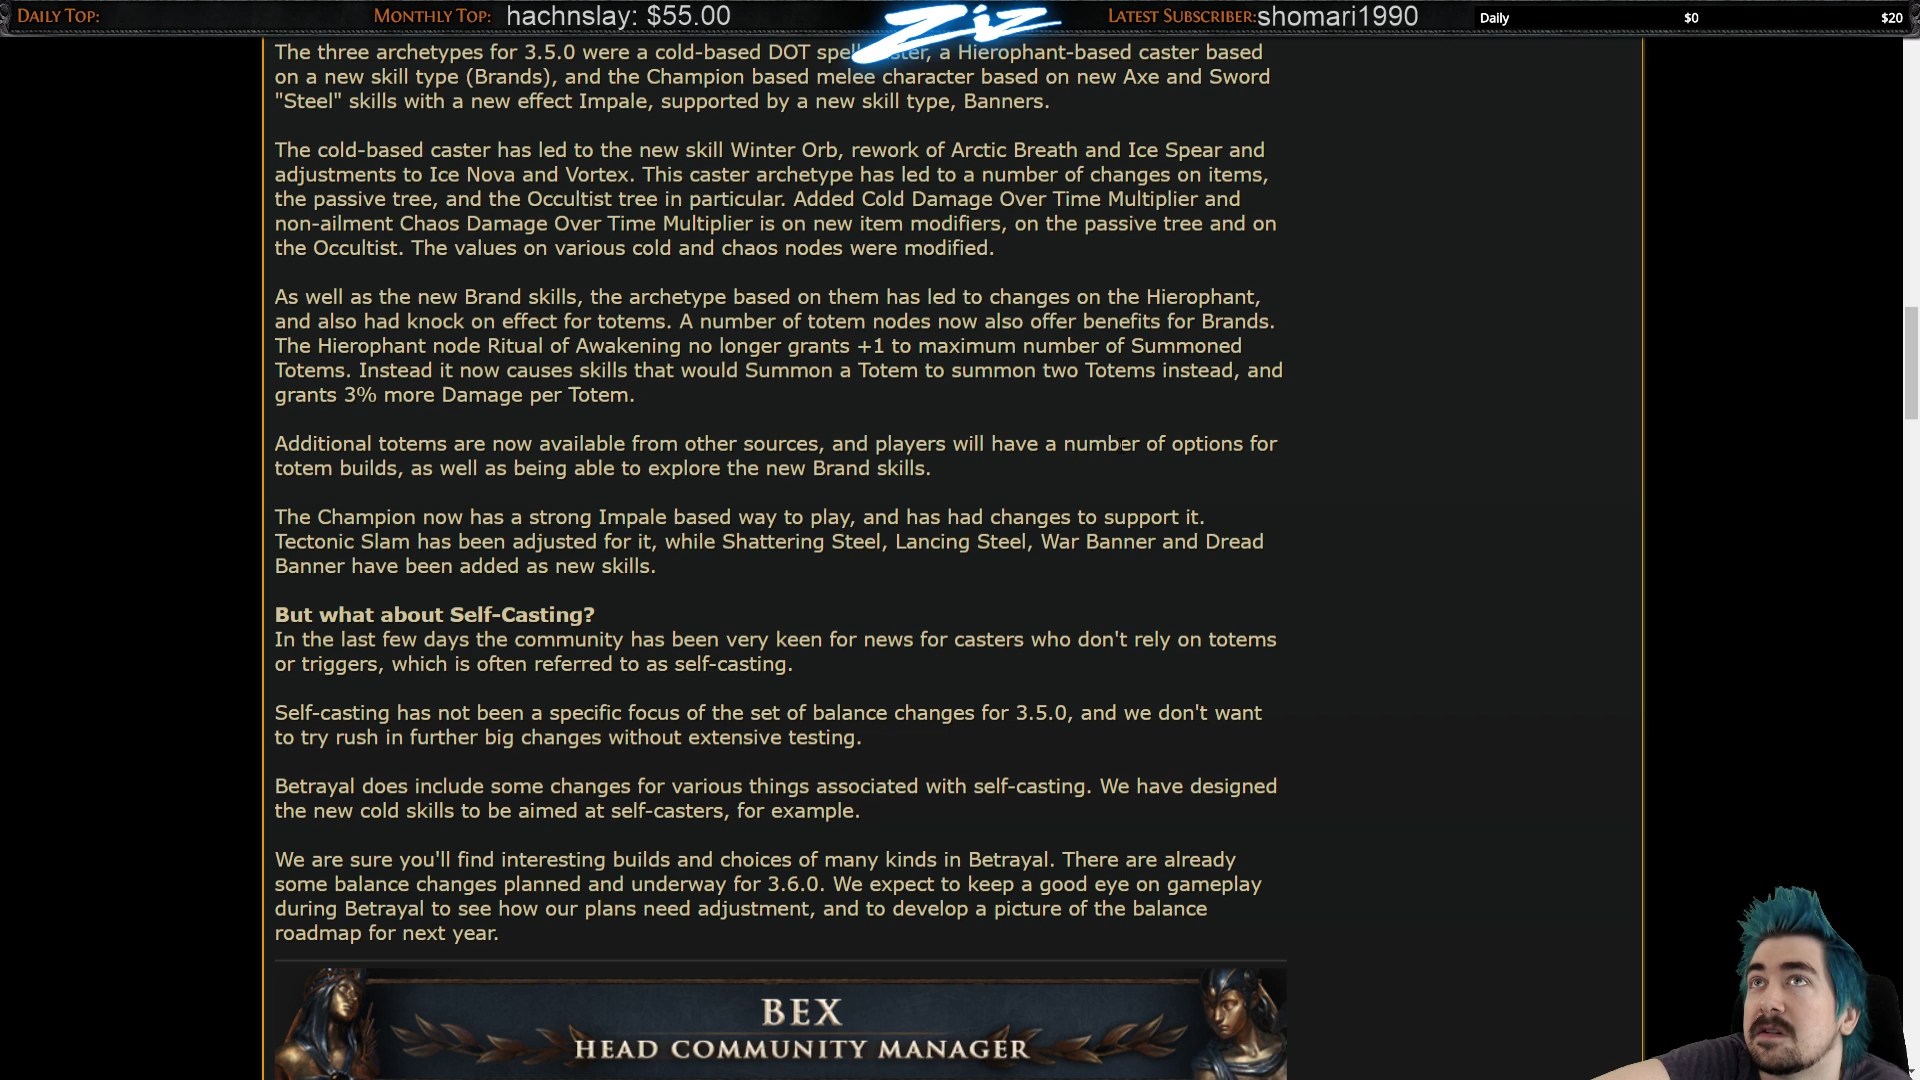 DAILY TOP:
MONTHLY TOP: hachnslay: $55.00
Ziz
LATEST SUBSCRIBER: shomari1990
Daily $0 $20
The three archetypes for 3.5.0 were a cold-based DOT spell ster, a Hierophant-based caster based
on a new skill type (Brands), and the Champion based melee character based on new Axe and Sword
"Steel" skills with a new effect Impale, supported by a new skill type, Banners.
The cold-based caster has led to the new skill Winter Orb, rework of Arctic Breath and Ice Spear and
adjustments to Ice Nova and Vortex. This caster archetype has led to a number of changes on items,
the passive tree, and the Occultist tree in particular. Added Cold Damage Over Time Multiplier and
non-ailment Chaos Damage Over Time Multiplier is on new item modifiers, on the passive tree and on
the Occultist. The values on various cold and chaos nodes were modified.
As well as the new Brand skills, the archetype based on them has led to changes on the Hierophant,
and also had knock on effect for totems. A number of totem nodes now also offer benefits for Brands.
The Hierophant node Ritual of Awakening no longer grants +1 to maximum number of Summoned
Totems. Instead it now causes skills that would Summon a Totem to summon two Totems instead, and
grants 3% more Damage per Totem.
Additional totems are now available from other sources, and players will have a number of options for
totem builds, as well as being able to explore the new Brand skills.
The Champion now has a strong Impale based way to play, and has had changes to support it.
Tectonic Slam has been adjusted for it, while Shattering Steel, Lancing Steel, War Banner and Dread
Banner have been added as new skills.
But what about Self-Casting?
In the last few days the community has been very keen for news for casters who don't rely on totems
or triggers, which is often referred to as self-casting.
Self-casting has not been a specific focus of the set of balance changes for 3.5.0, and we don't want
to try rush in further big changes without extensive testing.
Betrayal does include some changes for various things associated with self-casting. We have designed
the new cold skills to be aimed at self-casters, for example.
We are sure you'll find interesting builds and choices of many kinds in Betrayal. There are already
some balance changes planned and underway for 3.6.0. We expect to keep a good eye on gameplay
during Betrayal to see how our plans need adjustment, and to develop a picture of the balance
roadmap for next year.
BEX
HEAD COMMUNITY MANAGER